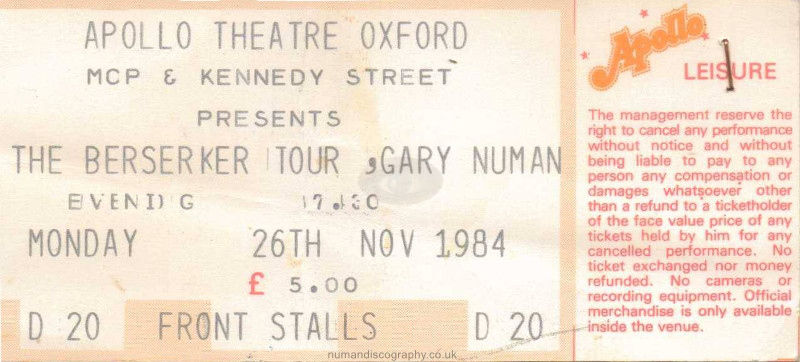 APOLLO THEATRE OXFORD
MCP & KENNEDY STREET
PRESENTS
THE BERSERKER TOUR , GARY NUMAN
EVENING 7.30
MONDAY 26TH NOV 1984
£ 5.00
D 20 FRONT STALLS D 20
Apollo
LEISURE
The management reserve the
right to cancel any performance
without notice and without
being liable to pay to any
person any compensation or
damages whatsoever other
than a refund to a ticketholder
of the face value price of any
tickets held by him for any
cancelled performance. No
ticket exchanged nor money
refunded. No cameras or
recording equipment. Official
merchandise is only available
inside the venue.
numandiscography.co.uk